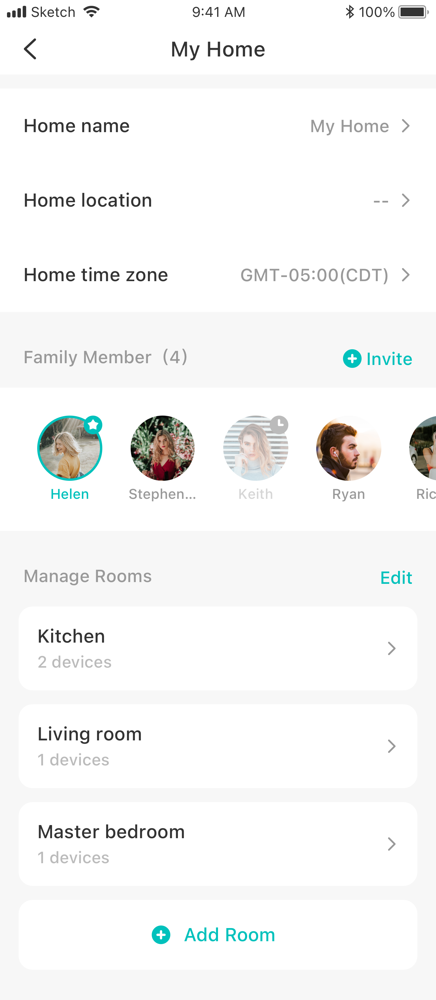 Sketch 9:41 AM 100%
My Home
Home name My Home
Home location --
Home time zone GMT-05:00(CDT)
Family Member (4) Invite
Helen Stephen... Keith Ryan Ric
Manage Rooms Edit
Kitchen
2 devices
Living room
1 devices
Master bedroom
1 devices
Add Room